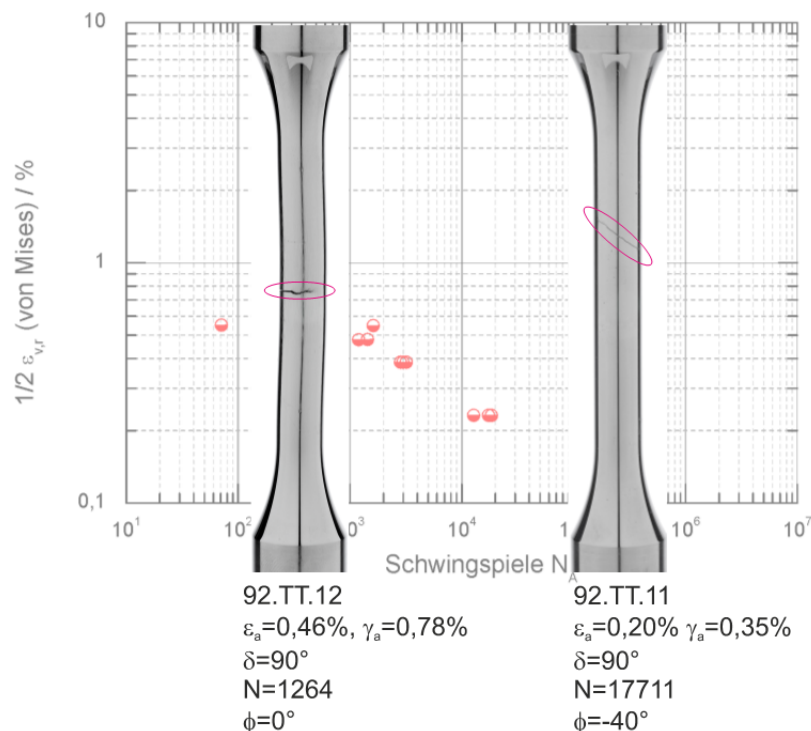 10
1/2 εv,r (von Mises) / %
1
0,1
10¹ 10² 10³ 10⁴ 10⁶ 10⁷
Schwingspiele NA
92.TT.12
εa=0,46%, γa=0,78%
δ=90°
N=1264
ϕ=0°
92.TT.11
εa=0,20% γa=0,35%
δ=90°
N=17711
ϕ=-40°